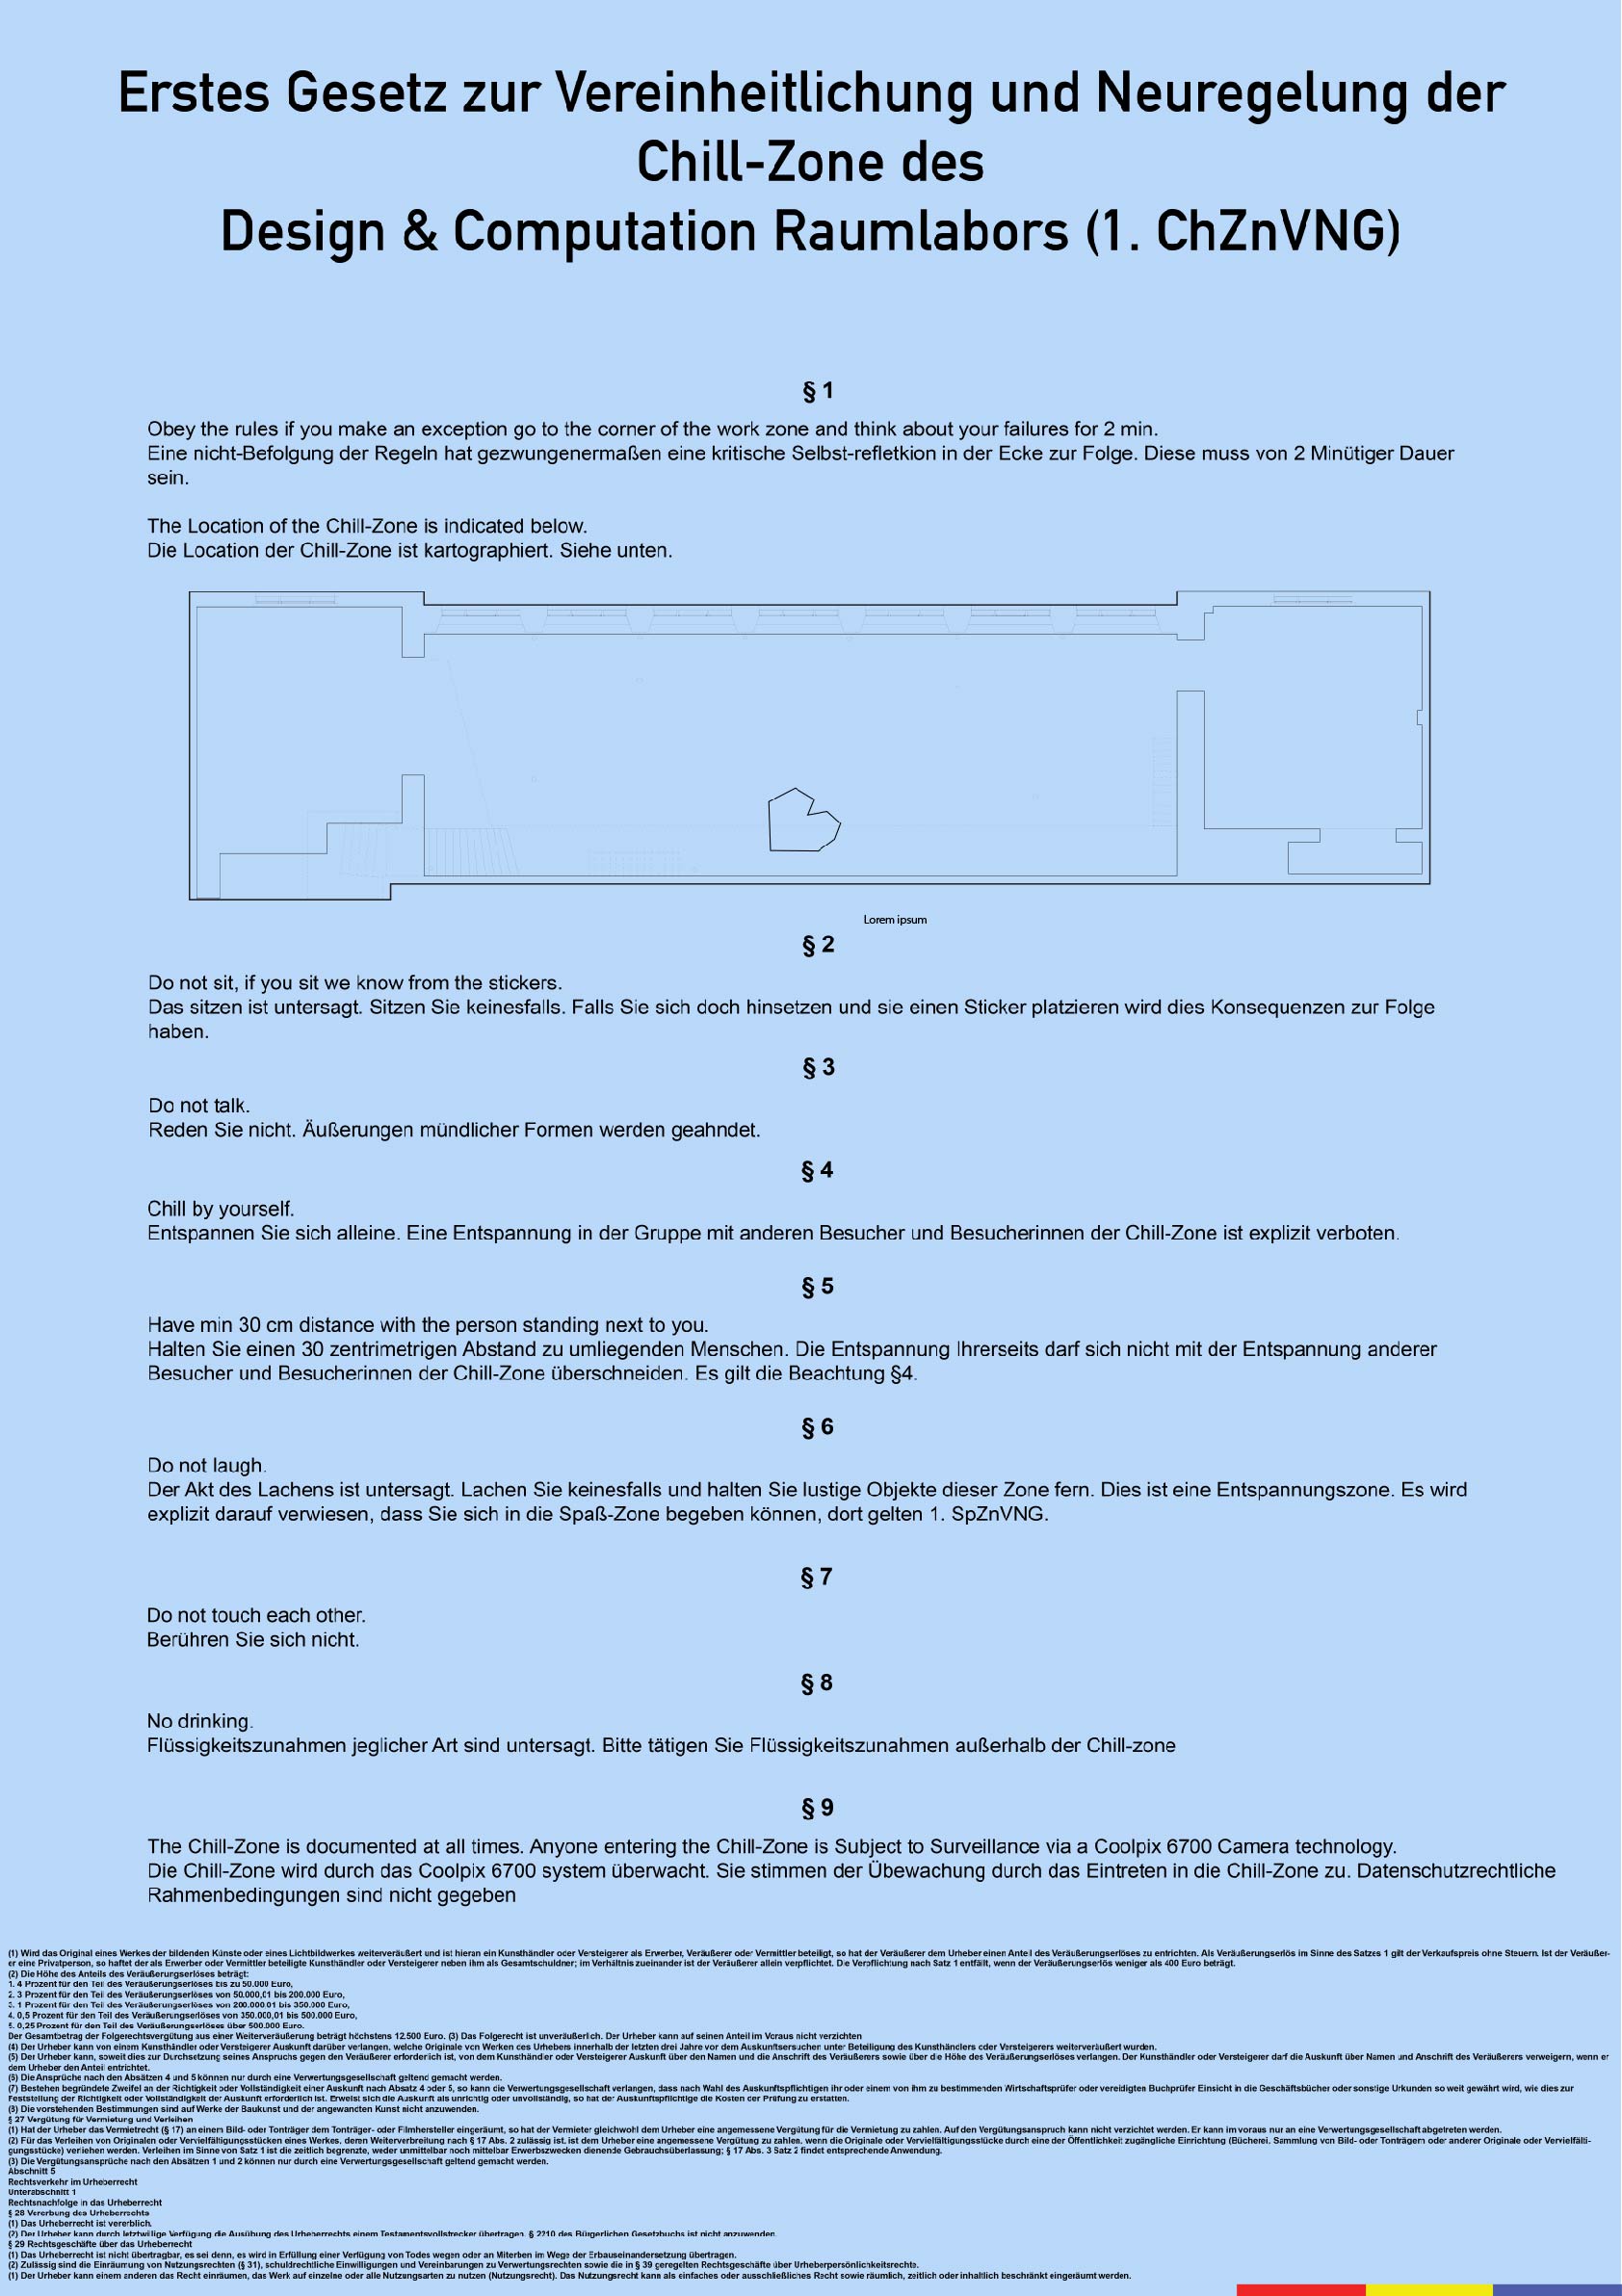 Erstes Gesetz zur Vereinheitlichung und Neuregelung der
Chill-Zone des
Design & Computation Raumlabors (1. ChZnVNG)
§ 1
Obey the rules if you make an exception go to the corner of the work zone and think about your failures for 2 min.
Eine nicht-Befolgung der Regeln hat gezwungenermaßen eine kritische Selbst-refletkion in der Ecke zur Folge. Diese muss von 2 Minütiger Dauer
sein.
The Location of the Chill-Zone is indicated below.
Die Location der Chill-Zone ist kartographiert. Siehe unten.
Lorem ipsum
§ 2
Do not sit, if you sit we know from the stickers.
Das sitzen ist untersagt. Sitzen Sie keinesfalls. Falls Sie sich doch hinsetzen und sie einen Sticker platzieren wird dies Konsequenzen zur Folge
haben.
§ 3
Do not talk.
Reden Sie nicht. Äußerungen mündlicher Formen werden geahndet.
§ 4
Chill by yourself.
Entspannen Sie sich alleine. Eine Entspannung in der Gruppe mit anderen Besucher und Besucherinnen der Chill-Zone ist explizit verboten.
§ 5
Have min 30 cm distance with the person standing next to you.
Halten Sie einen 30 zentrimetrigen Abstand zu umliegenden Menschen. Die Entspannung Ihrerseits darf sich nicht mit der Entspannung anderer
Besucher und Besucherinnen der Chill-Zone überschneiden. Es gilt die Beachtung §4.
§ 6
Do not laugh.
Der Akt des Lachens ist untersagt. Lachen Sie keinesfalls und halten Sie lustige Objekte dieser Zone fern. Dies ist eine Entspannungszone. Es wird
explizit darauf verwiesen, dass Sie sich in die Spaß-Zone begeben können, dort gelten 1. SpZnVNG.
§ 7
Do not touch each other.
Berühren Sie sich nicht.
§ 8
No drinking.
Flüssigkeitszunahmen jeglicher Art sind untersagt. Bitte tätigen Sie Flüssigkeitszunahmen außerhalb der Chill-zone
§ 9
The Chill-Zone is documented at all times. Anyone entering the Chill-Zone is Subject to Surveillance via a Coolpix 6700 Camera technology.
Die Chill-Zone wird durch das Coolpix 6700 system überwacht. Sie stimmen der Übewachung durch das Eintreten in die Chill-Zone zu. Datenschutzrechtliche
Rahmenbedingungen sind nicht gegeben
(1) Wird das Original eines Werkes der bildenden Künste oder eines Lichtbildwerkes weiterveräußert und ist hieran ein Kunsthändler oder Versteigerer als Erwerber, Veräußerer oder Vermittler beteiligt, so hat der Veräußerer dem Urheber einen Anteil des Veräußerungserlöses zu entrichten. Als Veräußerungserlös im Sinne des Satzes 1 gilt der Verkaufspreis ohne Steuern. Ist der Veräußer-
er eine Privatperson, so haftet der als Erwerber oder Vermittler beteiligte Kunsthändler oder Versteigerer neben ihm als Gesamtschuldner; im Verhältnis zueinander ist der Veräußerer allein verpflichtet. Die Verpflichtung nach Satz 1 entfällt, wenn der Veräußerungserlös weniger als 400 Euro beträgt.
(2) Die Höhe des Anteils des Veräußerungserlöses beträgt:
1. 4 Prozent für den Teil des Veräußerungserlöses bis zu 50.000 Euro,
2. 3 Prozent für den Teil des Veräußerungserlöses von 50.000,01 bis 200.000 Euro,
3. 1 Prozent für den Teil des Veräußerungserlöses von 200.000,01 bis 350.000 Euro,
4. 0,5 Prozent für den Teil des Veräußerungserlöses von 350.000,01 bis 500.000 Euro,
5. 0,25 Prozent für den Teil des Veräußerungserlöses über 500.000 Euro.
Der Gesamtbetrag der Folgerechtsvergütung aus einer Weiterveräußerung beträgt höchstens 12.500 Euro. (3) Das Folgerecht ist unveräußerlich. Der Urheber kann auf seinen Anteil im Voraus nicht verzichten
(4) Der Urheber kann von einem Kunsthändler oder Versteigerer Auskunft darüber verlangen, welche Originale von Werken des Urhebers innerhalb der letzten drei Jahre vor dem Auskunftsersuchen unter Beteiligung des Kunsthändlers oder Versteigerers weiterveräußert wurden.
(5) Der Urheber kann, soweit dies zur Durchsetzung seines Anspruchs gegen den Veräußerer erforderlich ist, von dem Kunsthändler oder Versteigerer Auskunft über den Namen und die Anschrift des Veräußerers sowie über die Höhe des Veräußerungserlöses verlangen. Der Kunsthändler oder Versteigerer darf die Auskunft über Namen und Anschrift des Veräußerers verweigern, wenn er
dem Urheber den Anteil entrichtet.
(6) Die Ansprüche nach den Absätzen 4 und 5 können nur durch eine Verwertungsgesellschaft geltend gemacht werden.
(7) Bestehen begründete Zweifel an der Richtigkeit oder Vollständigkeit einer Auskunft nach Absatz 4 oder 5, so kann die Verwertungsgesellschaft verlangen, dass nach Wahl des Auskunftspflichtigen ihr oder einem von ihm zu bestimmenden Wirtschaftsprüfer oder vereidigten Buchprüfer Einsicht in die Geschäftsbücher oder sonstige Urkunden so weit gewährt wird, wie dies zur
Feststellung der Richtigkeit oder Vollständigkeit der Auskunft erforderlich ist. Erweist sich die Auskunft als unrichtig oder unvollständig, so hat der Auskunftspflichtige die Kosten der Prüfung zu erstatten.
(8) Die vorstehenden Bestimmungen sind auf Werke der Baukunst und der angewandten Kunst nicht anzuwenden.
§ 27 Vergütung für Vermietung und Verleihen
(1) Hat der Urheber das Vermietrecht (§ 17) an einem Bild- oder Tonträger dem Tonträger- oder Filmhersteller eingeräumt, so hat der Vermieter gleichwohl dem Urheber eine angemessene Vergütung für die Vermietung zu zahlen. Auf den Vergütungsanspruch kann nicht verzichtet werden. Er kann im voraus nur an eine Verwertungsgesellschaft abgetreten werden.
(2) Für das Verleihen von Originalen oder Vervielfältigungsstücken eines Werkes, deren Weiterverbreitung nach § 17 Abs. 2 zulässig ist, ist dem Urheber eine angemessene Vergütung zu zahlen, wenn die Originale oder Vervielfältigungsstücke durch eine der Öffentlichkeit zugängliche Einrichtung (Bücherei, Sammlung von Bild- oder Tonträgern oder anderer Originale oder Vervielfälti-
gungsstücke) verliehen werden. Verleihen im Sinne von Satz 1 ist die zeitlich begrenzte, weder unmittelbar noch mittelbar Erwerbszwecken dienende Gebrauchsüberlassung; § 17 Abs. 3 Satz 2 findet entsprechende Anwendung.
(3) Die Vergütungsansprüche nach den Absätzen 1 und 2 können nur durch eine Verwertungsgesellschaft geltend gemacht werden.
Abschnitt 5
Rechtsverkehr im Urheberrecht
Unterabschnitt 1
Rechtsnachfolge in das Urheberrecht
§ 28 Vererbung des Urheberrechts
(1) Das Urheberrecht ist vererblich.
(2) Der Urheber kann durch letztwillige Verfügung die Ausübung des Urheberrechts einem Testamentsvollstrecker übertragen. § 2210 des Bürgerlichen Gesetzbuchs ist nicht anzuwenden.
§ 29 Rechtsgeschäfte über das Urheberrecht
(1) Das Urheberrecht ist nicht übertragbar, es sei denn, es wird in Erfüllung einer Verfügung von Todes wegen oder an Miterben im Wege der Erbauseinandersetzung übertragen.
(2) Zulässig sind die Einräumung von Nutzungsrechten (§ 31), schuldrechtliche Einwilligungen und Vereinbarungen zu Verwertungsrechten sowie die in § 39 geregelten Rechtsgeschäfte über Urheberpersönlichkeitsrechte.
(1) Der Urheber kann einem anderen das Recht einräumen, das Werk auf einzelne oder alle Nutzungsarten zu nutzen (Nutzungsrecht). Das Nutzungsrecht kann als einfaches oder ausschließliches Recht sowie räumlich, zeitlich oder inhaltlich beschränkt eingeräumt werden.